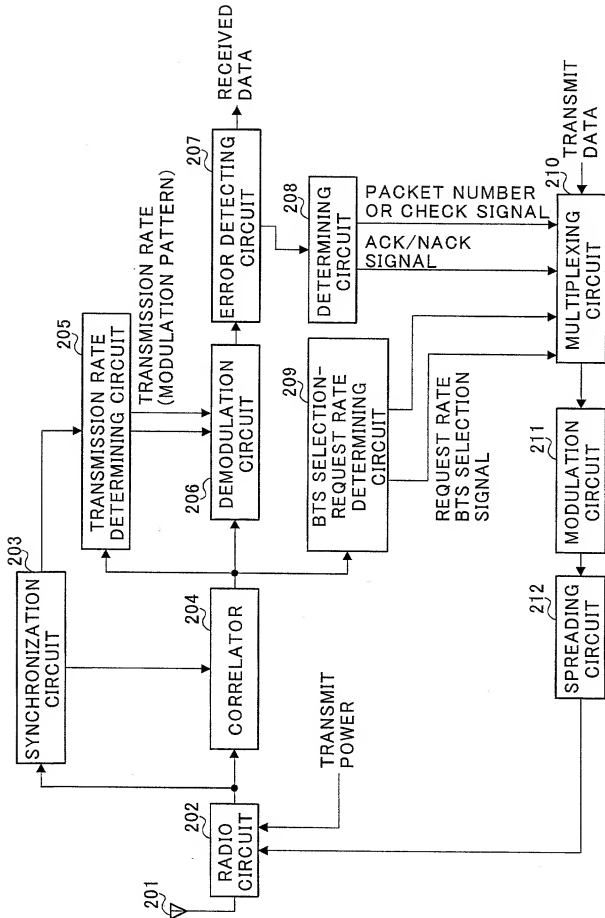 201
202
RADIO
CIRCUIT
TRANSMIT
POWER
203
SYNCHRONIZATION
CIRCUIT
204
CORRELATOR
205
TRANSMISSION RATE
DETERMINING CIRCUIT
TRANSMISSION RATE
(MODULATION PATTERN)
206
DEMODULATION
CIRCUIT
207
ERROR DETECTING
CIRCUIT
RECEIVED
DATA
208
DETERMINING
CIRCUIT
PACKET NUMBER
OR CHECK SIGNAL
ACK/NACK
SIGNAL
209
BTS SELECTION-
REQUEST RATE
DETERMINING
CIRCUIT
REQUEST RATE
BTS SELECTION
SIGNAL
210
MULTIPLEXING
CIRCUIT
TRANSMIT
DATA
211
MODULATION
CIRCUIT
212
SPREADING
CIRCUIT